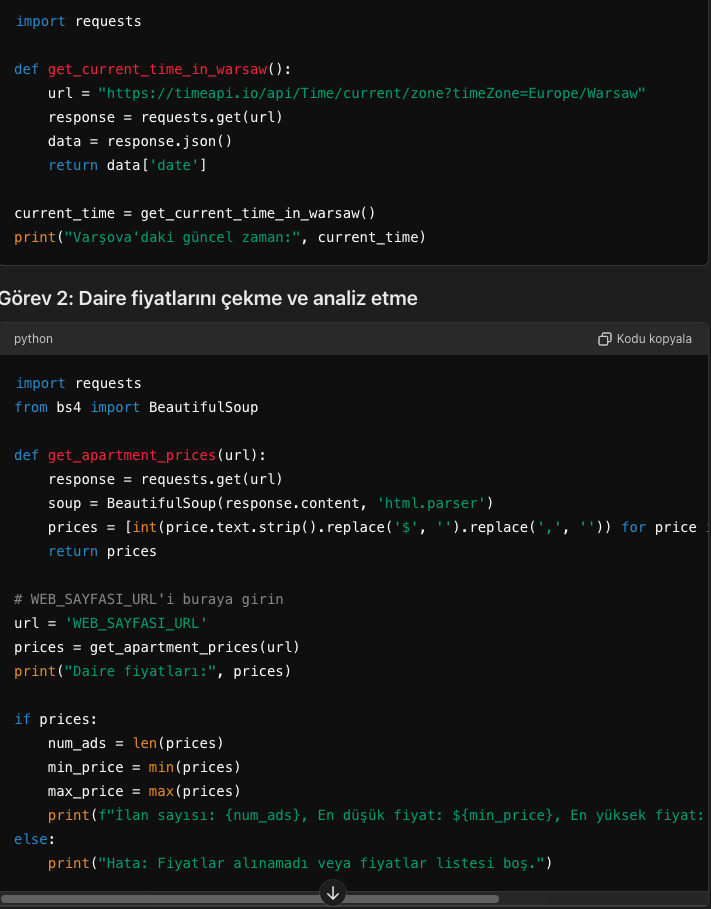 import requests
def get_current_time_in_warsaw():
    url = "https://timeapi.io/api/Time/current/zone?timeZone=Europe/Warsaw"
    response = requests.get(url)
    data = response.json()
    return data['date']
current_time = get_current_time_in_warsaw()
print("Varşova'daki güncel zaman:", current_time)
Görev 2: Daire fiyatlarını çekme ve analiz etme
python Kodu kopyala
import requests
from bs4 import BeautifulSoup
def get_apartment_prices(url):
    response = requests.get(url)
    soup = BeautifulSoup(response.content, 'html.parser')
    prices = [int(price.text.strip().replace('$', '').replace(',', '')) for price
    return prices
# WEB_SAYFASI_URL'i buraya girin
url = 'WEB_SAYFASI_URL'
prices = get_apartment_prices(url)
print("Daire fiyatları:", prices)
if prices:
    num_ads = len(prices)
    min_price = min(prices)
    max_price = max(prices)
    print(f"İlan sayısı: {num_ads}, En düşük fiyat: ${min_price}, En yüksek fiyat:
else:
    print("Hata: Fiyatlar alınamadı veya fiyatlar listesi boş.")